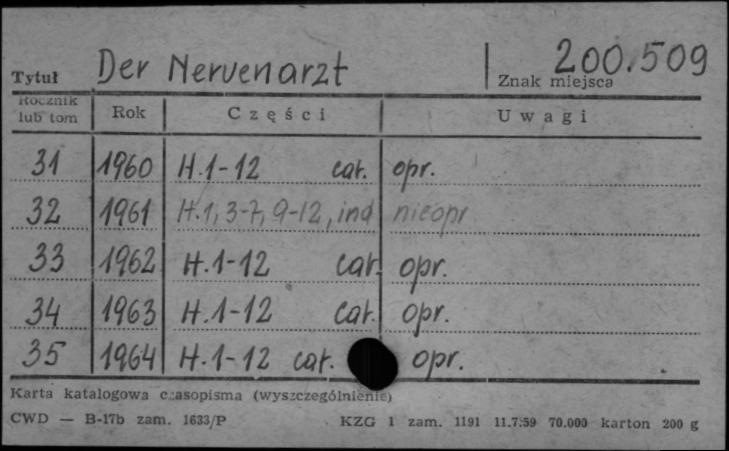 Tytuł Der Nervenarzt Znak miejsca 200.509
Rocznik lub tom Rok Części Uwagi
31 1960 H.1-12 cat. opr.
32 1961 H.1, 3-7, 9-12, ind nieopr
33 1962 H.1-12 cat. opr.
34 1963 H.1-12 cat. opr.
35 1964 H.1-12 cat. opr.
Karta katalogowa czasopisma (wyszczególnienie)
CWD — B-17b zam. 1633/P KZG 1 zam. 1191 11.7.59 70.000 karton 200 g